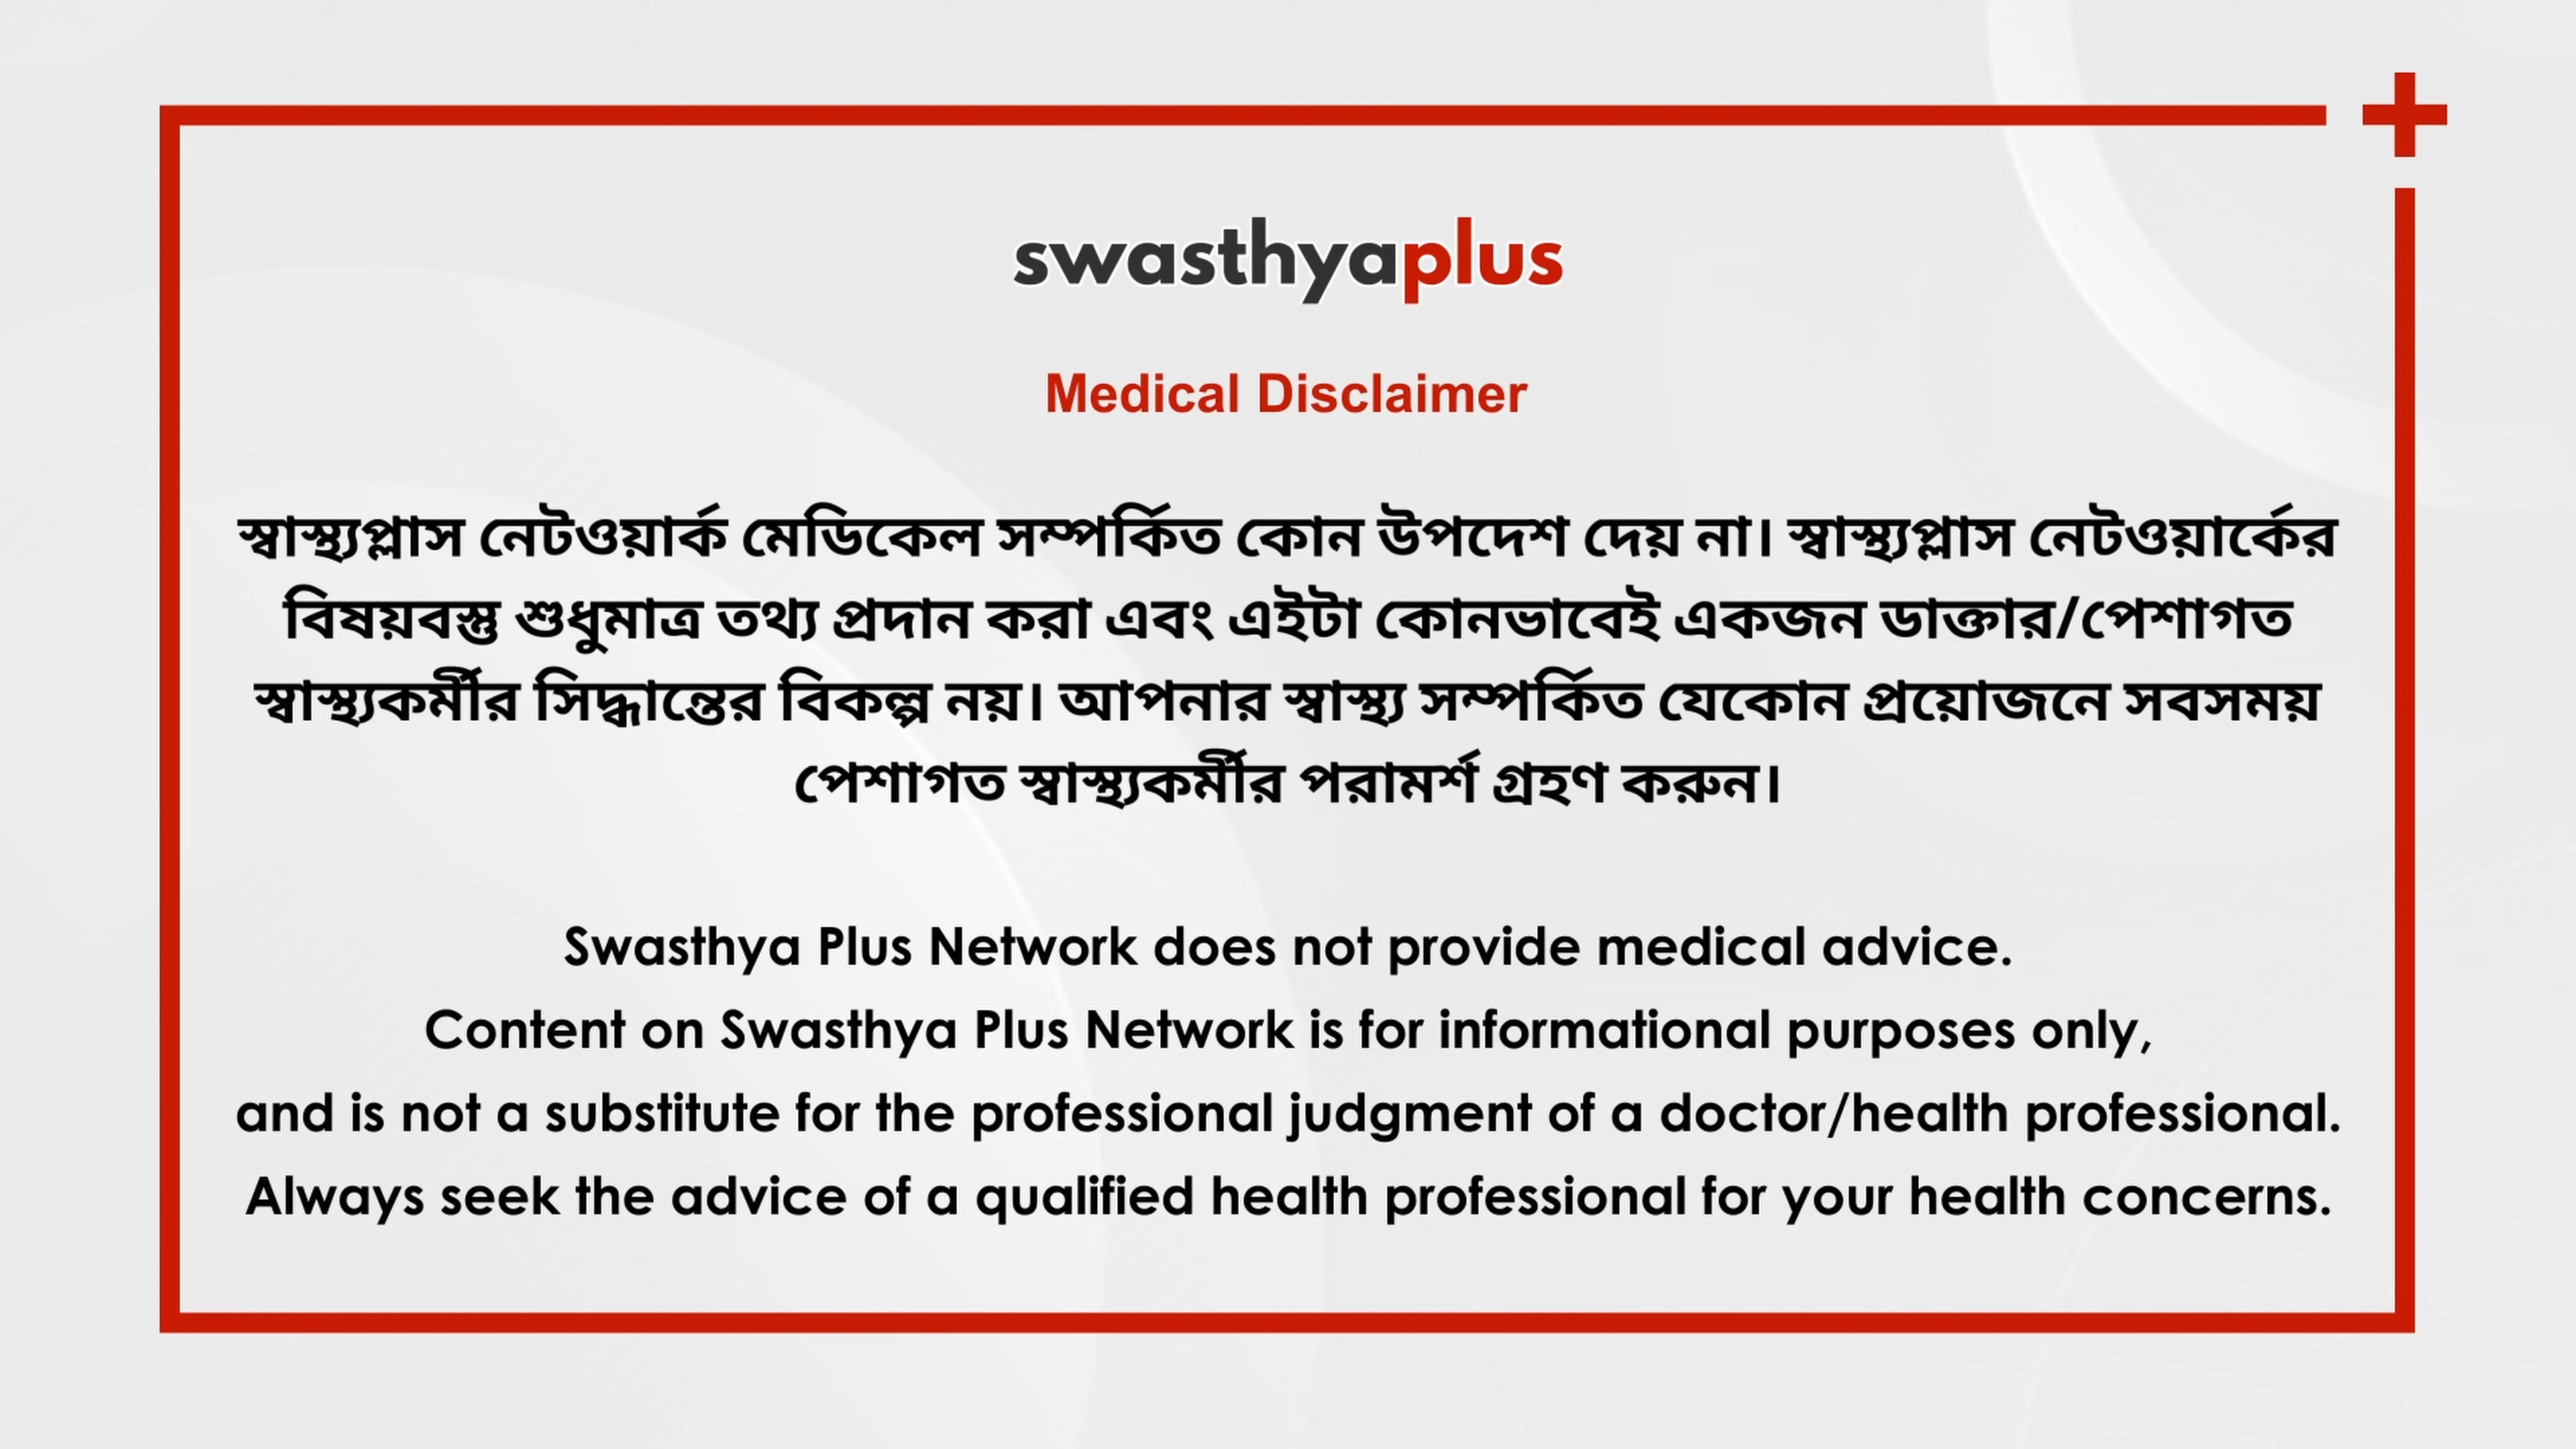 swasthyaplus
Medical Disclaimer
স্বাস্থ্যপ্লাস নেটওয়ার্ক মেডিকেল সম্পর্কিত কোন উপদেশ দেয় না। স্বাস্থ্যপ্লাস নেটওয়ার্কের
বিষয়বস্তু শুধুমাত্র তথ্য প্রদান করা এবং এইটা কোনভাবেই একজন ডাক্তার/পেশাগত
স্বাস্থ্যকর্মীর সিদ্ধান্তের বিকল্প নয়। আপনার স্বাস্থ্য সম্পর্কিত যেকোন প্রয়োজনে সবসময়
পেশাগত স্বাস্থ্যকর্মীর পরামর্শ গ্রহণ করুন।
Swasthya Plus Network does not provide medical advice.
Content on Swasthya Plus Network is for informational purposes only,
and is not a substitute for the professional judgment of a doctor/health professional.
Always seek the advice of a qualified health professional for your health concerns.